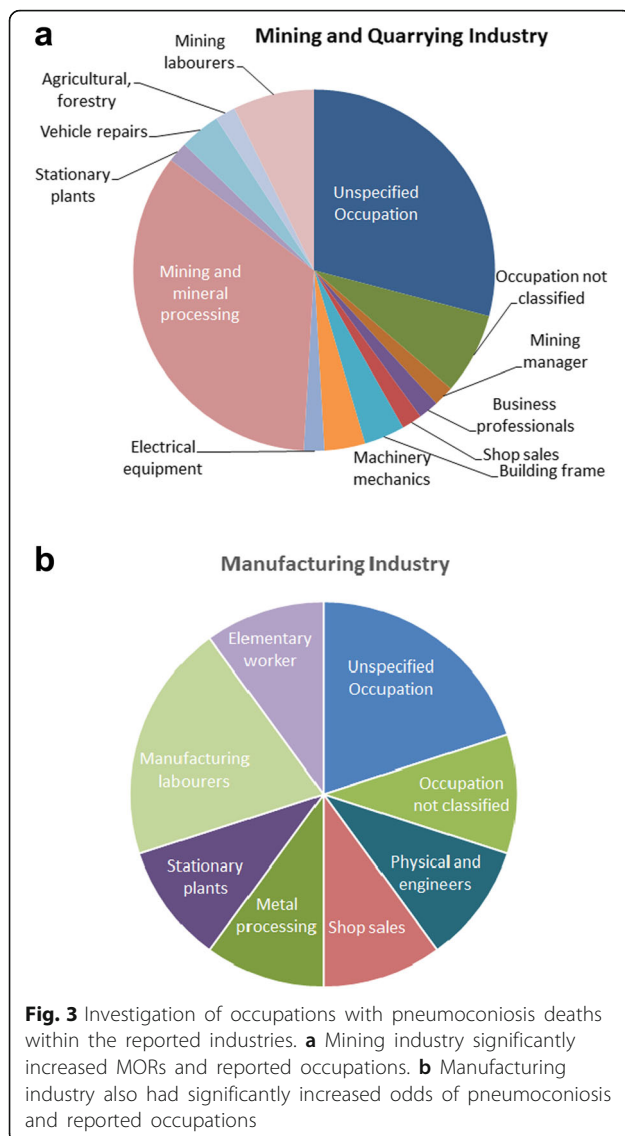 a
Mining and Quarrying Industry
Mining
labourers
Agricultural,
forestry
Vehicle repairs
Stationary
plants
Unspecified
Occupation
Mining and
mineral
processing
Occupation not
classified
Mining
manager
Business
professionals
Shop sales
Building frame
Machinery
mechanics
Electrical
equipment
b
Manufacturing Industry
Elementary
worker
Unspecified
Occupation
Manufacturing
labourers
Occupation
not classified
Stationary
plants
Physical and
engineers
Metal
processing
Shop sales
Fig. 3 Investigation of occupations with pneumoconiosis deaths
within the reported industries. a Mining industry significantly
increased MORs and reported occupations. b Manufacturing
industry also had significantly increased odds of pneumoconiosis
and reported occupations